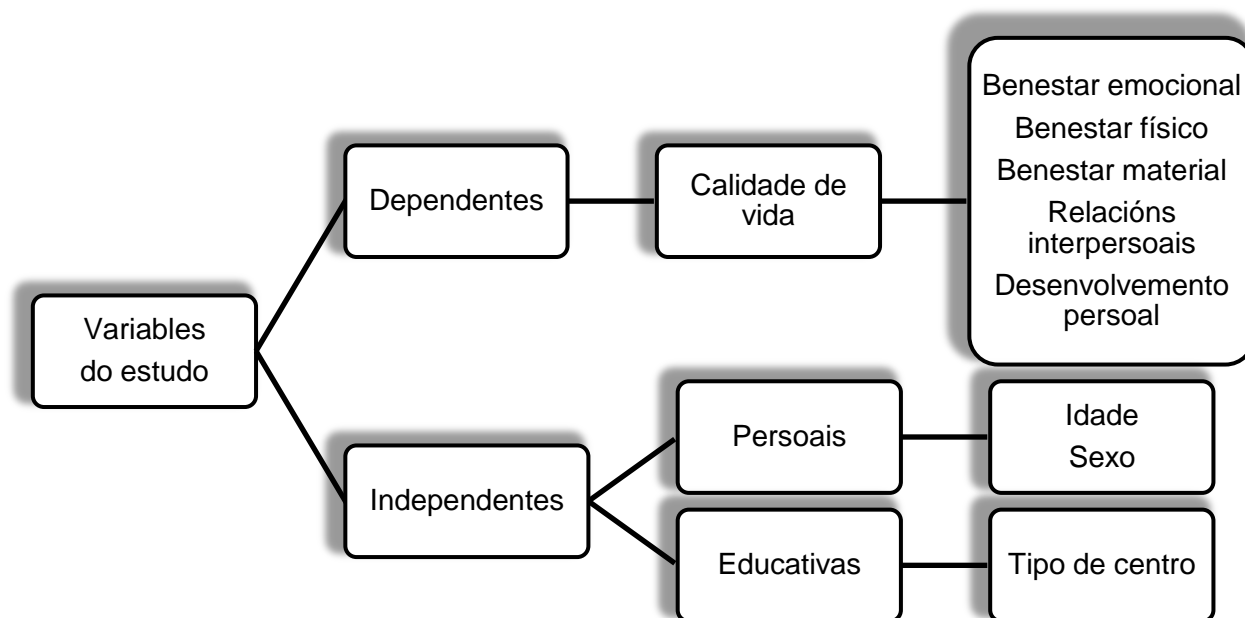 Variables
do estudo
Dependentes
Calidade de
vida
Benestar emocional
Benestar físico
Benestar material
Relacións
interpersoais
Desenvolvemento
persoal
Independentes
Persoais
Idade
Sexo
Educativas
Tipo de centro